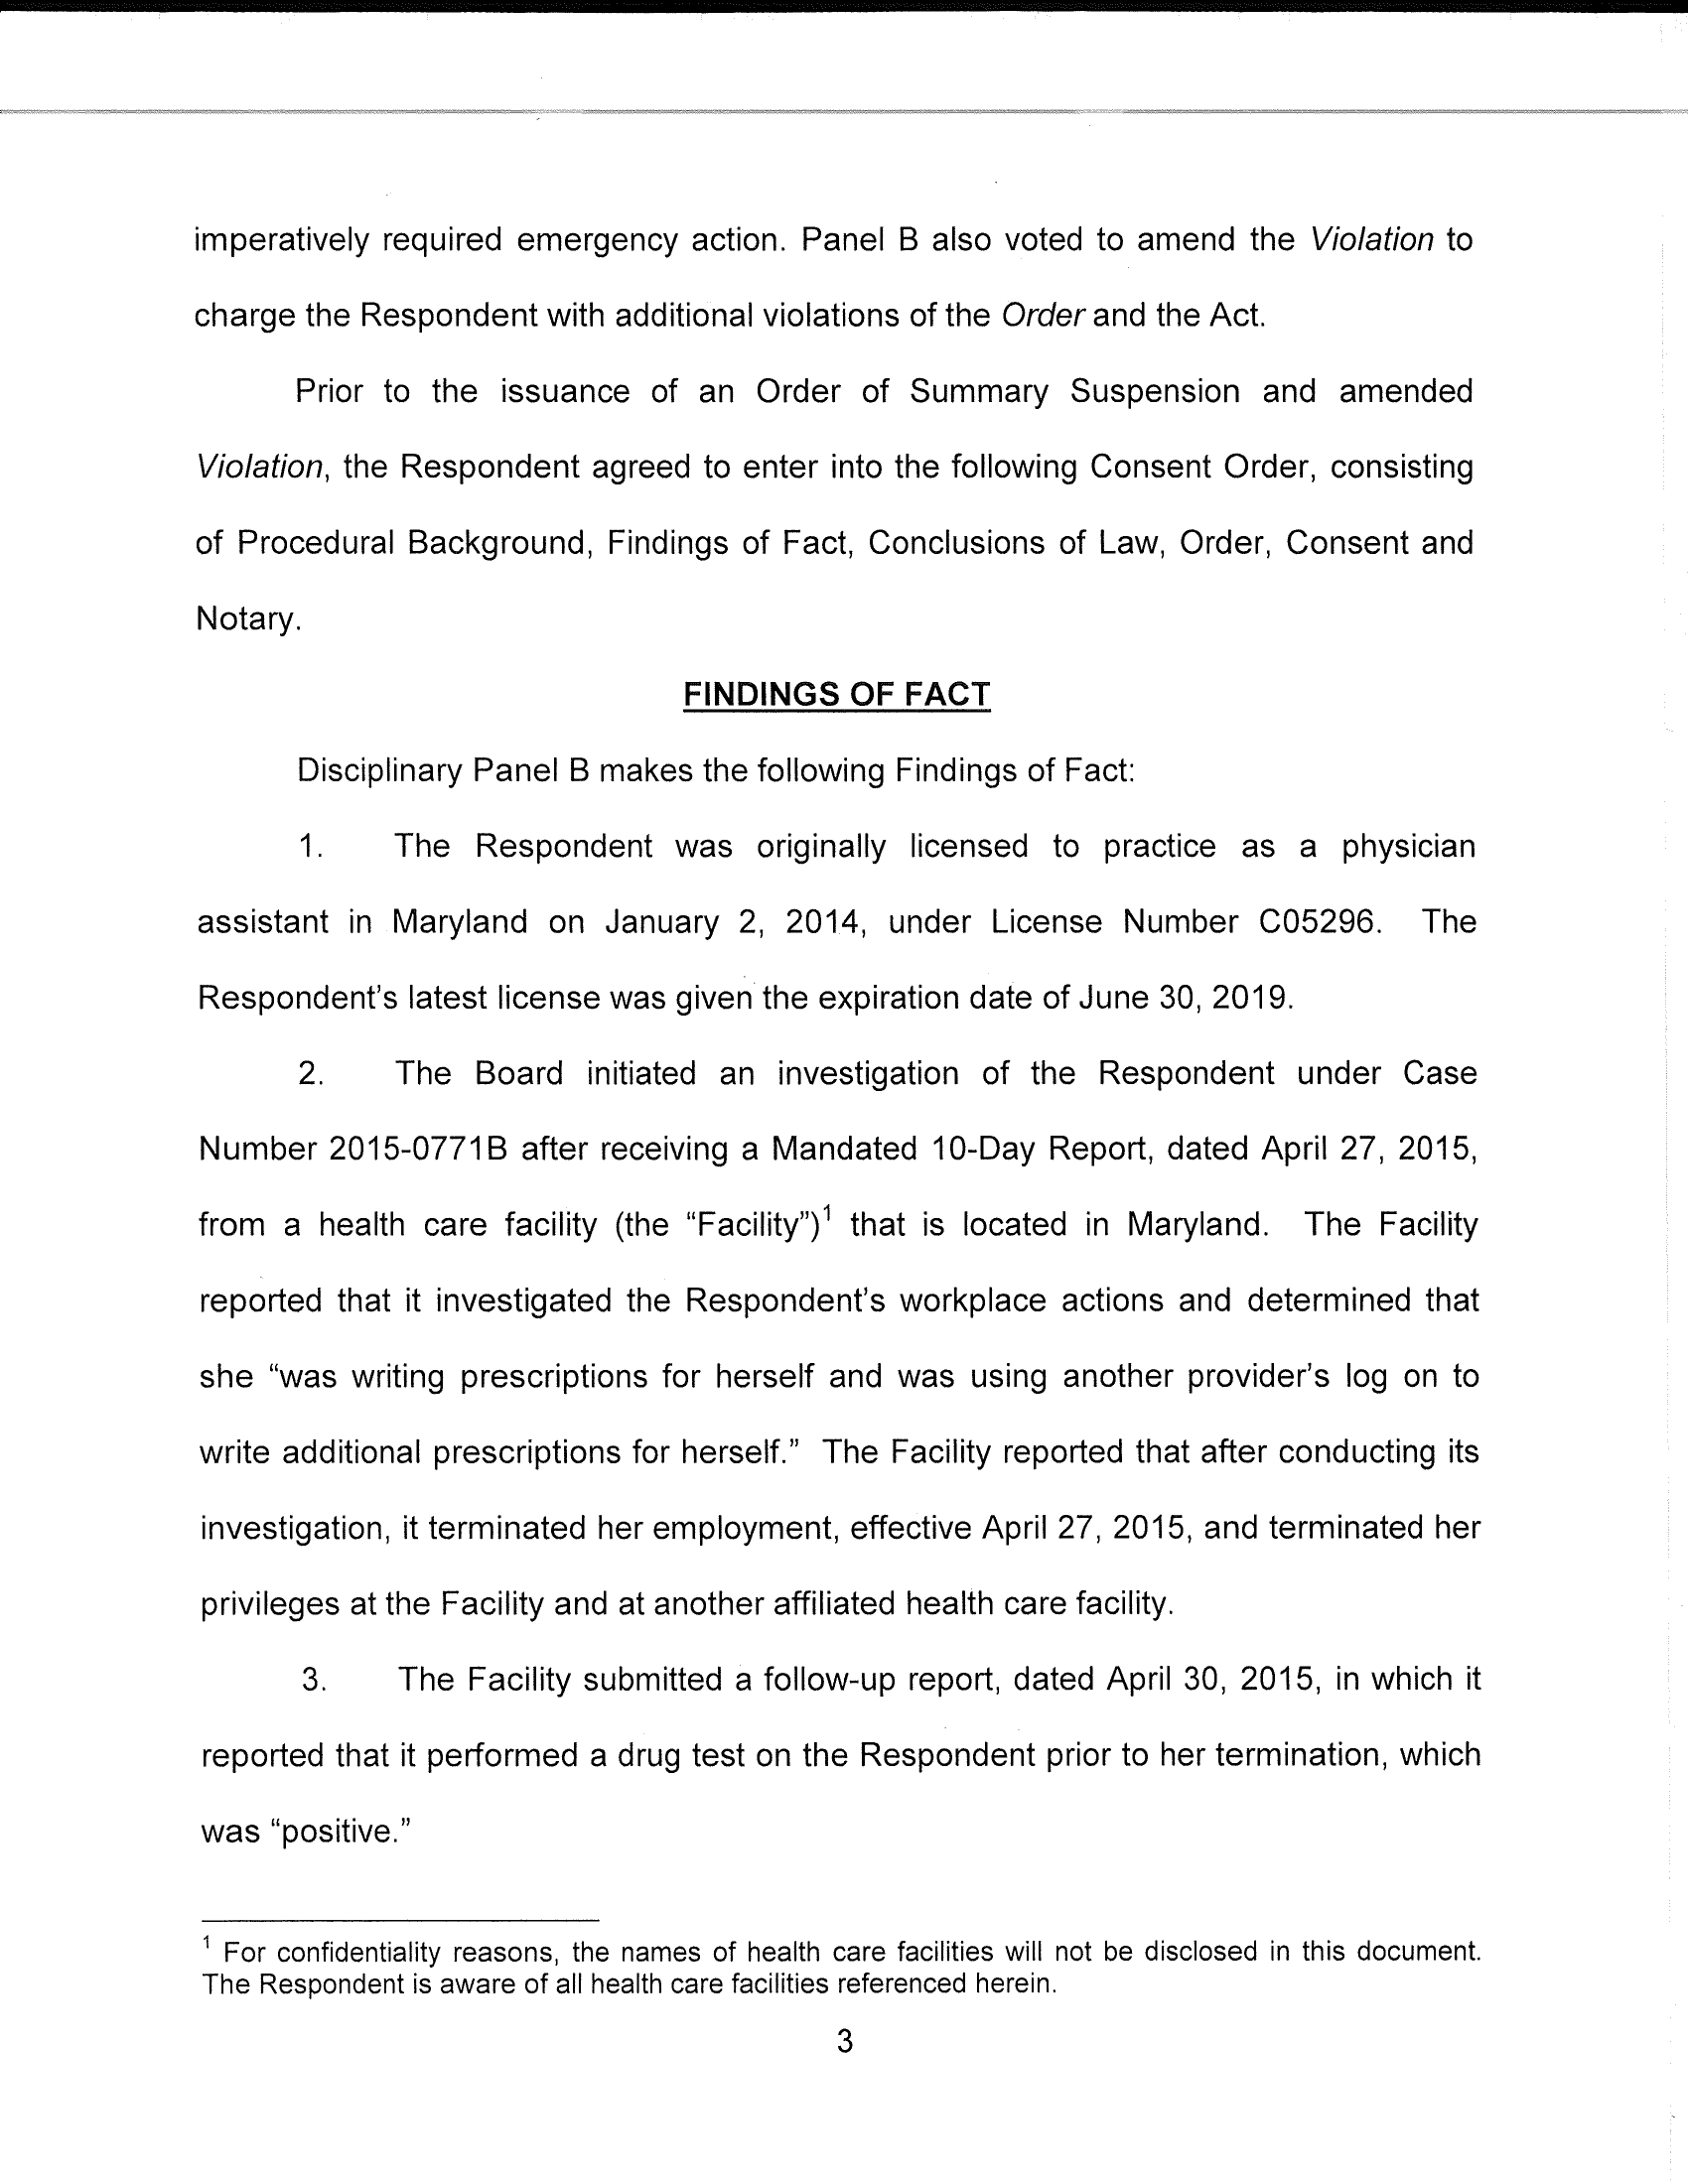 imperatively required emergency action. Panel B also voted to amend the Violation to
charge the Respondent with additional violations of the Order and the Act.
Prior to the issuance of an Order of Summary Suspension and amended
Violation, the Respondent agreed to enter into the following Consent Order, consisting
of Procedural Background, Findings of Fact, Conclusions of Law, Order, Consent and
Notary.
FINDINGS OF FACT
Disciplinary Panel B makes the following Findings of Fact:
1. The Respondent was originally licensed to practice as a physician
assistant in Maryland on January 2, 2014, under License Number C05296. The
Respondent's latest license was given the expiration date of June 30, 2019.
2. The Board initiated an investigation of the Respondent under Case
Number 2015-0771B after receiving a Mandated 10-Day Report, dated April 27, 2015,
from a health care facility (the “Facility”)¹ that is located in Maryland. The Facility
reported that it investigated the Respondent's workplace actions and determined that
she “was writing prescriptions for herself and was using another provider's log on to
write additional prescriptions for herself.” The Facility reported that after conducting its
investigation, it terminated her employment, effective April 27, 2015, and terminated her
privileges at the Facility and at another affiliated health care facility.
3. The Facility submitted a follow-up report, dated April 30, 2015, in which it
reported that it performed a drug test on the Respondent prior to her termination, which
was “positive.”
¹ For confidentiality reasons, the names of health care facilities will not be disclosed in this document.
The Respondent is aware of all health care facilities referenced herein.
3